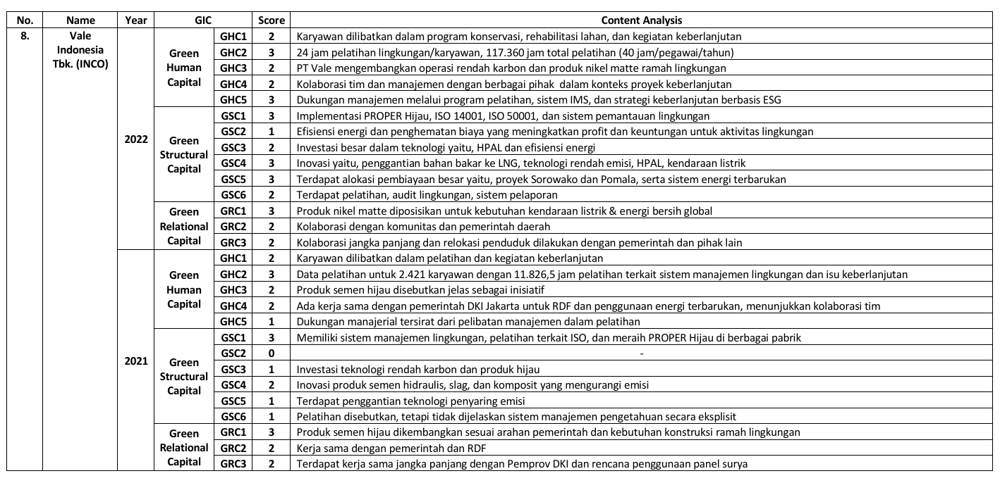 No. Name Year GIC Score Content Analysis
8. Vale Indonesia Tbk. (INCO)
2022
Green Human Capital
GHC1 2 Karyawan dilibatkan dalam program konservasi, rehabilitasi lahan, dan kegiatan keberlanjutan
GHC2 3 24 jam pelatihan lingkungan/karyawan, 117.360 jam total pelatihan (40 jam/pegawai/tahun)
GHC3 2 PT Vale mengembangkan operasi rendah karbon dan produk nikel matte ramah lingkungan
GHC4 2 Kolaborasi tim dan manajemen dengan berbagai pihak dalam konteks proyek keberlanjutan
GHC5 3 Dukungan manajemen melalui program pelatihan, sistem IMS, dan strategi keberlanjutan berbasis ESG
Green Structural Capital
GSC1 3 Implementasi PROPER Hijau, ISO 14001, ISO 50001, dan sistem pemantauan lingkungan
GSC2 1 Efisiensi energi dan penghematan biaya yang meningkatkan profit dan keuntungan untuk aktivitas lingkungan
GSC3 2 Investasi besar dalam teknologi yaitu, HPAL dan efisiensi energi
GSC4 3 Inovasi yaitu, penggantian bahan bakar ke LNG, teknologi rendah emisi, HPAL, kendaraan listrik
GSC5 3 Terdapat alokasi pembiayaan besar yaitu, proyek Sorowako dan Pomala, serta sistem energi terbarukan
GSC6 2 Terdapat pelatihan, audit lingkungan, sistem pelaporan
Green Relational Capital
GRC1 3 Produk nikel matte diposisikan untuk kebutuhan kendaraan listrik & energi bersih global
GRC2 2 Kolaborasi dengan komunitas dan pemerintah daerah
GRC3 2 Kolaborasi jangka panjang dan relokasi penduduk dilakukan dengan pemerintah dan pihak lain
2021
Green Human Capital
GHC1 2 Karyawan dilibatkan dalam pelatihan dan kegiatan keberlanjutan
GHC2 3 Data pelatihan untuk 2.421 karyawan dengan 11.826,5 jam pelatihan terkait sistem manajemen lingkungan dan isu keberlanjutan
GHC3 2 Produk semen hijau disebutkan jelas sebagai inisiatif
GHC4 2 Ada kerja sama dengan pemerintah DKI Jakarta untuk RDF dan penggunaan energi terbarukan, menunjukkan kolaborasi tim
GHC5 1 Dukungan manajerial tersirat dari pelibatan manajemen dalam pelatihan
Green Structural Capital
GSC1 3 Memiliki sistem manajemen lingkungan, pelatihan terkait ISO, dan meraih PROPER Hijau di berbagai pabrik
GSC2 0 -
GSC3 1 Investasi teknologi rendah karbon dan produk hijau
GSC4 2 Inovasi produk semen hidraulis, slag, dan komposit yang mengurangi emisi
GSC5 1 Terdapat penggantian teknologi penyaring emisi
GSC6 1 Pelatihan disebutkan, tetapi tidak dijelaskan sistem manajemen pengetahuan secara eksplisit
Green Relational Capital
GRC1 3 Produk semen hijau dikembangkan sesuai arahan pemerintah dan kebutuhan konstruksi ramah lingkungan
GRC2 2 Kerja sama dengan pemerintah dan RDF
GRC3 2 Terdapat kerja sama jangka panjang dengan Pemprov DKI dan rencana penggunaan panel surya